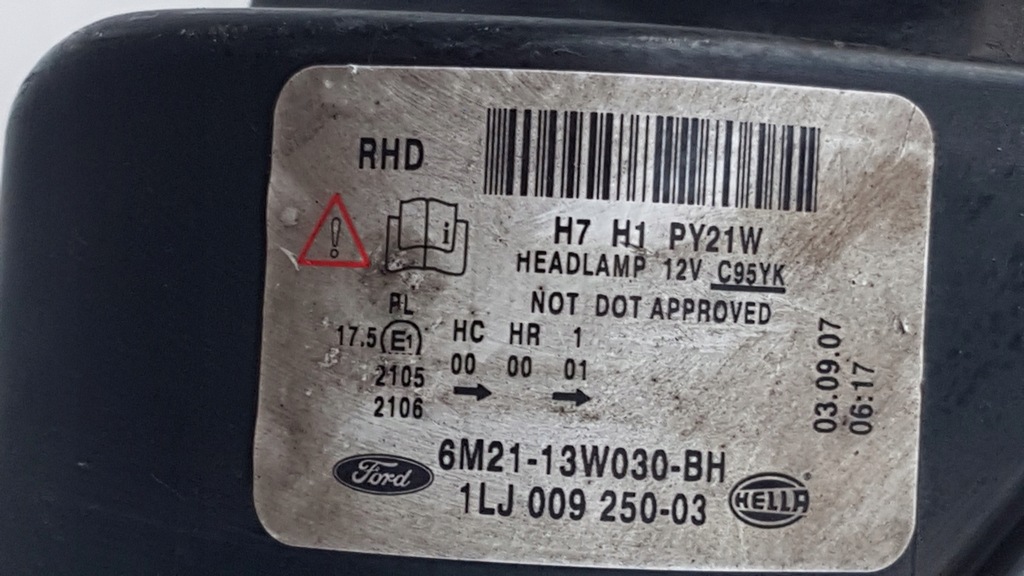 RHD
H7 H1 PY21W
HEADLAMP 12V C95YK
NOT DOT APPROVED
RL
17.5 E1 HC HR 1
00 00 01
2105
2106
03.09.07
06:17
6M21-13W030-BH
Ford
1LJ 009 250-03
HELLA